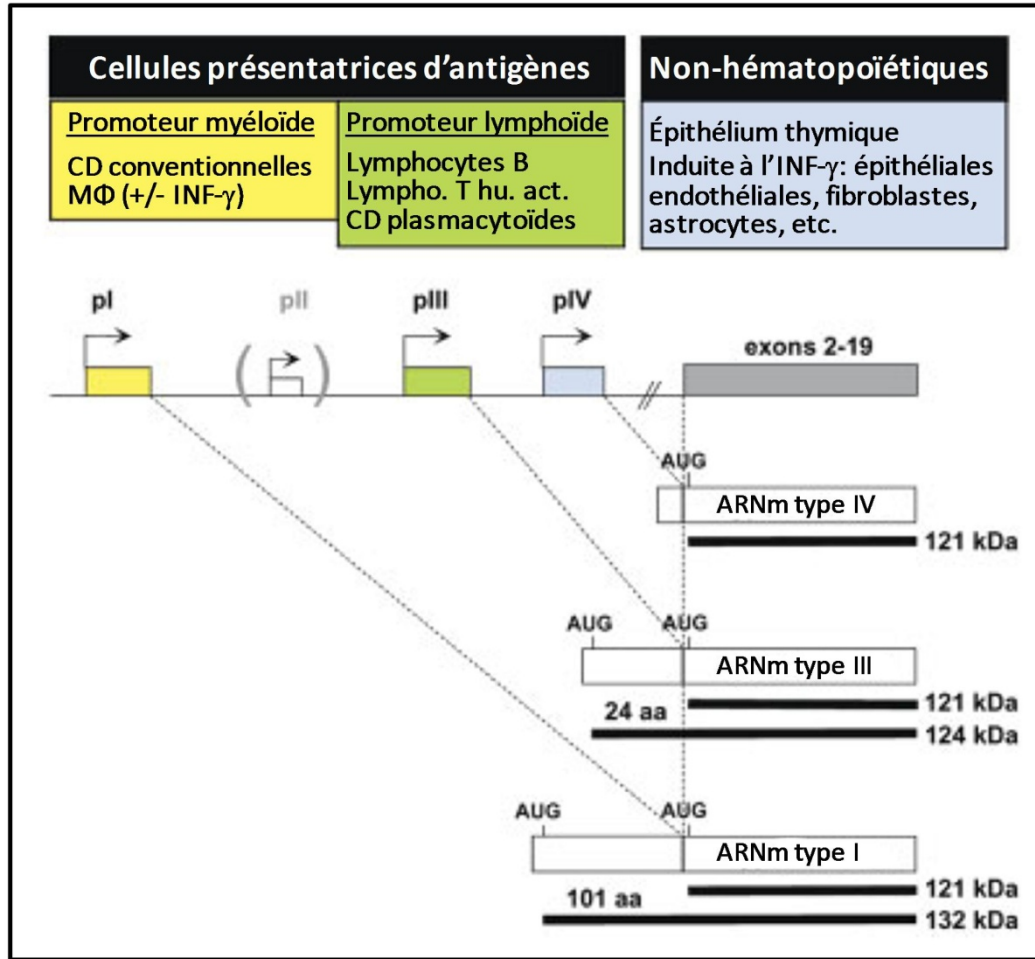 Cellules présentatrices d'antigènes
Non-hématopoïétiques
Promoteur myéloïde
CD conventionnelles
MΦ (+/- INF-γ)
Promoteur lymphoïde
Lymphocytes B
Lympho. T hu. act.
CD plasmacytoïdes
Épithélium thymique
Induite à l'INF-γ: épithéliales
endothéliales, fibroblastes,
astrocytes, etc.
pI
( pII )
pIII
pIV
exons 2-19
//
AUG
ARNm type IV
121 kDa
AUG
AUG
ARNm type III
24 aa
121 kDa
124 kDa
AUG
AUG
ARNm type I
101 aa
121 kDa
132 kDa